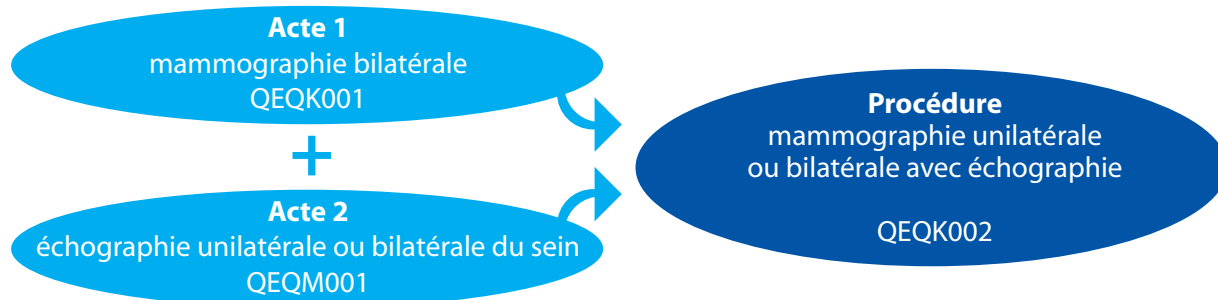 Acte 1
mammographie bilatérale
QEQK001
+
Acte 2
échographie unilatérale ou bilatérale du sein
QEQM001
Procédure
mammographie unilatérale
ou bilatérale avec échographie
QEQK002